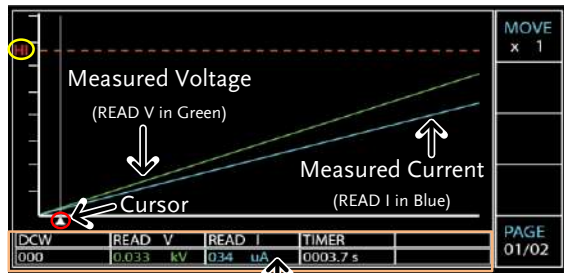 MOVE
x 1
HI
Measured Voltage
(READ V in Green)
Measured Current
(READ I in Blue)
Cursor
PAGE
01/02
DCW READ V READ I TIMER
000 0.033 kV 034 uA 0003.7 s